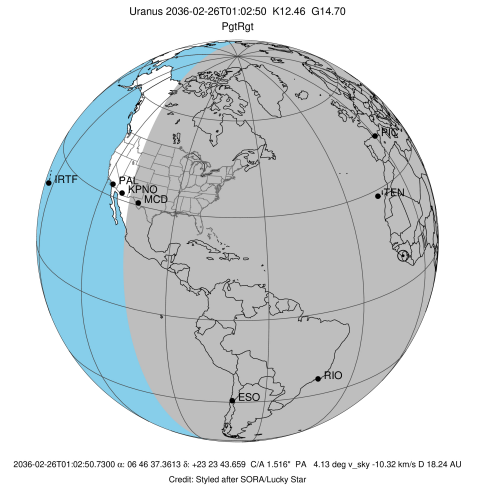 Uranus 2036-02-26T01:02:50 K12.46 G14.70
PgtRgt
PIC
IRTF
PAL
KPNO
MCD
TEN
RIO
ESO
2036-02-26T01:02:50.7300 α: 06 46 37.3613 δ: +23 23 43.659 C/A 1.516" PA 4.13 deg v_sky -10.32 km/s D 18.24 AU
Credit: Styled after SORA/Lucky Star